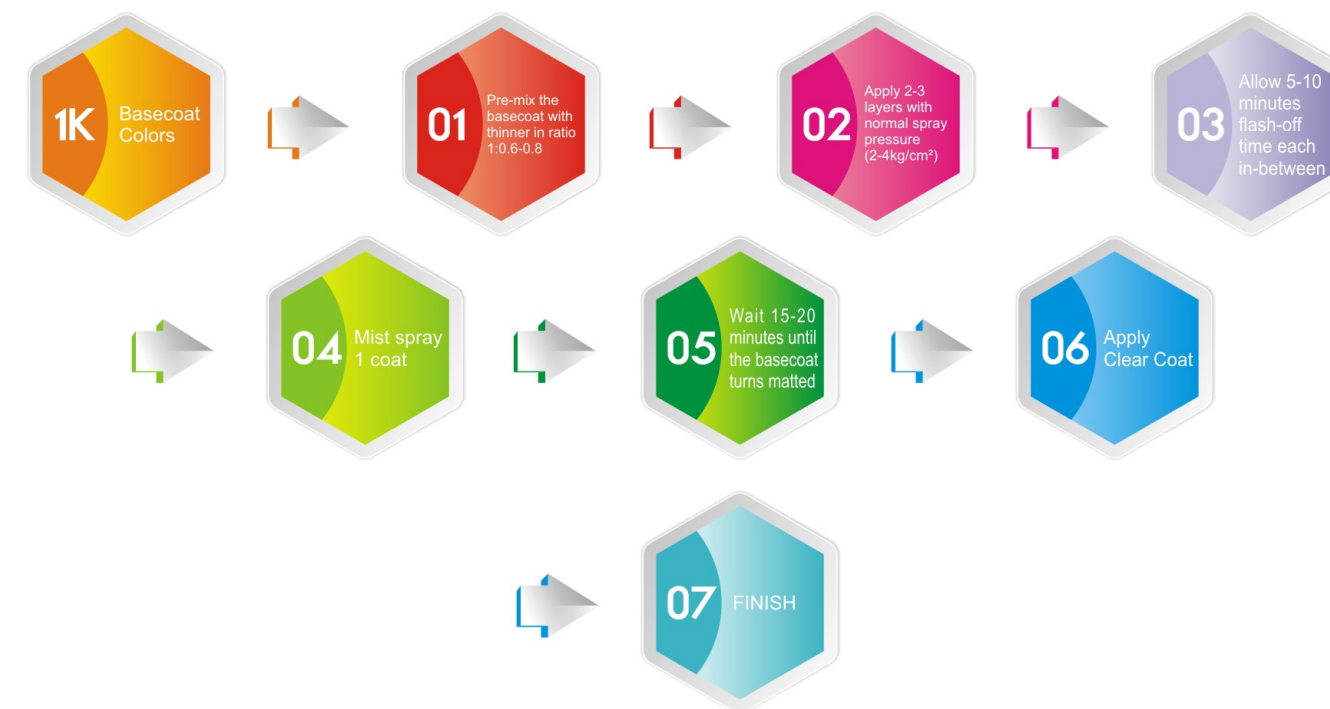 1K
Basecoat
Colors
01
Pre-mix the
basecoat with
thinner in ratio
1:0.6-0.8
02
Apply 2-3
layers with
normal spray
pressure
(2-4kg/cm²)
03
Allow 5-10
minutes
flash-off
time each
in-between
04
Mist spray
1 coat
05
Wait 15-20
minutes until
the basecoat
turns matted
06
Apply
Clear Coat
07
FINISH